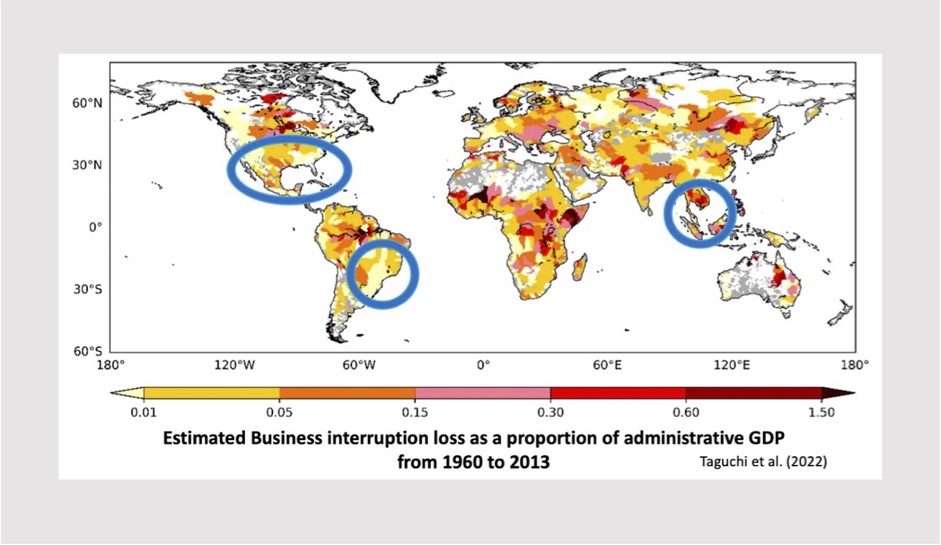 60°N
30°N
0°
30°S
60°S
180° 120°W 60°W 0° 60°E 120°E 180°
0.01 0.05 0.15 0.30 0.60 1.50
Estimated Business interruption loss as a proportion of administrative GDP
from 1960 to 2013
Taguchi et al. (2022)